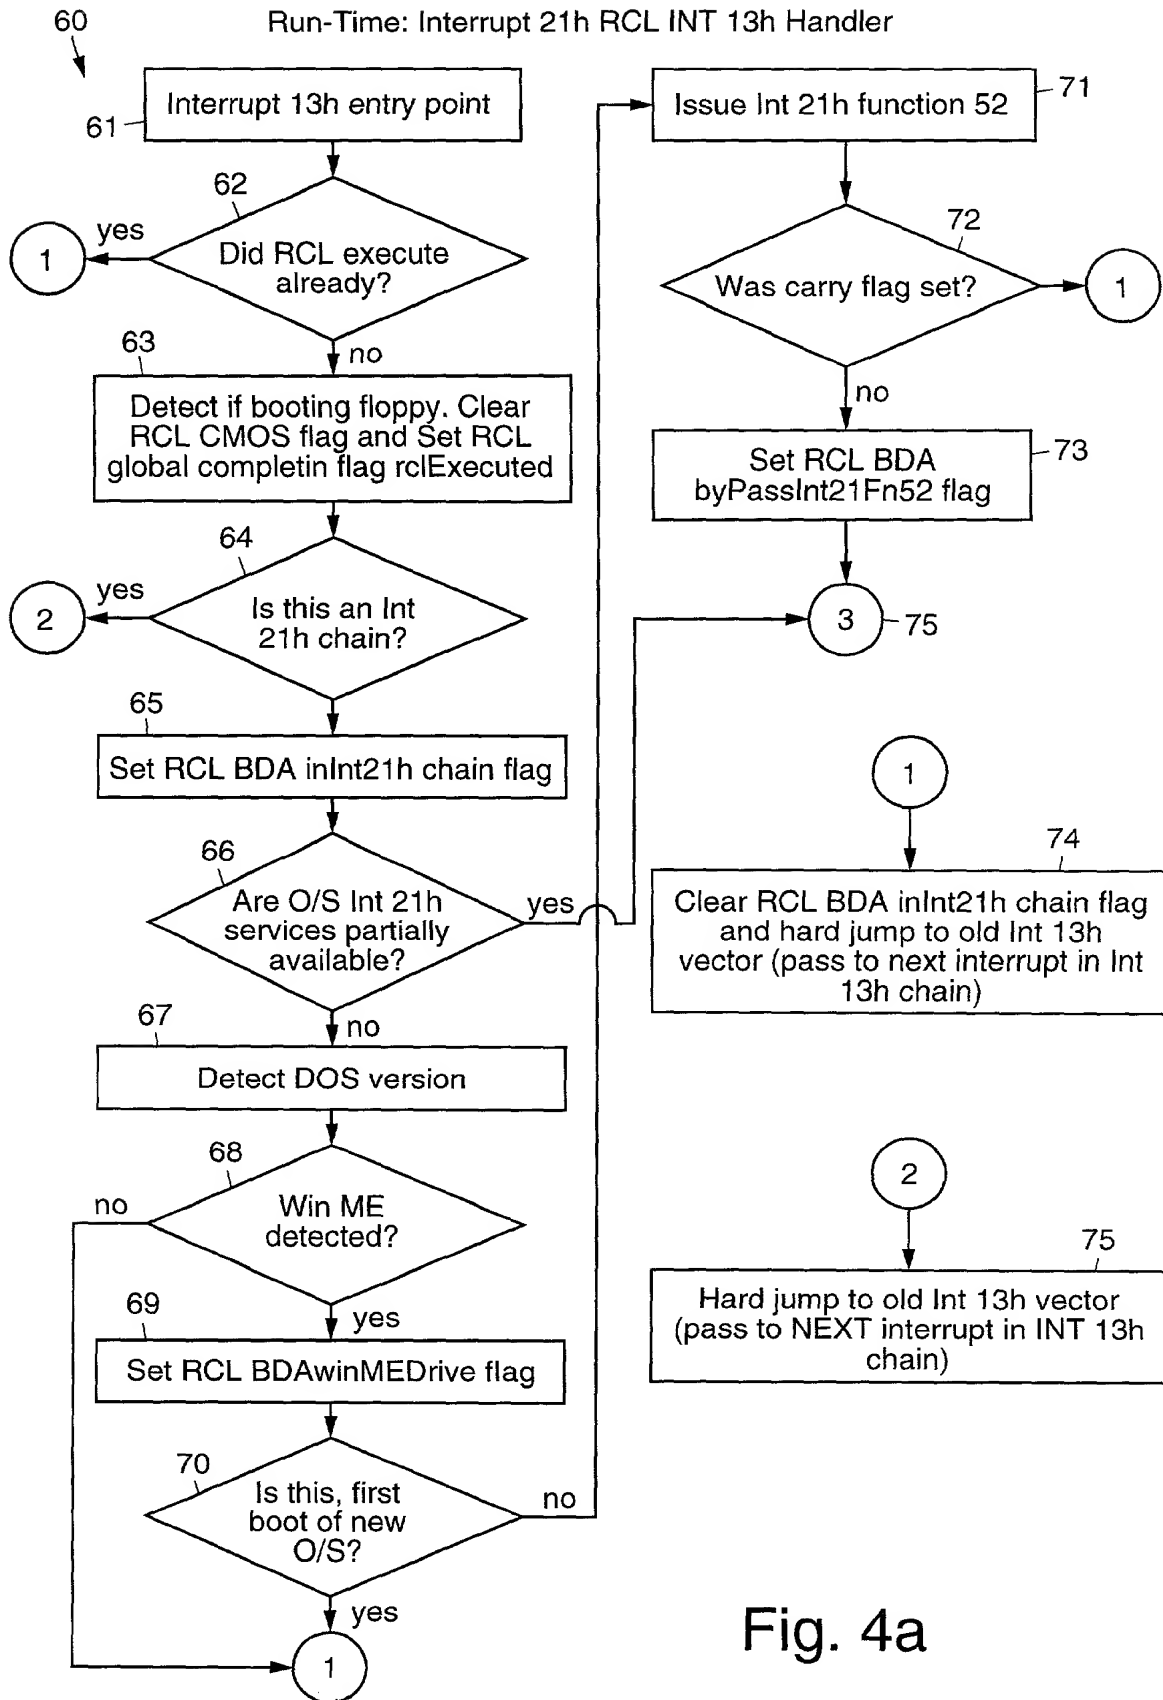 Run-Time: Interrupt 21h RCL INT 13h Handler
60
Interrupt 13h entry point
61
62
yes
1
Did RCL execute
already?
no
63
Detect if booting floppy. Clear
RCL CMOS flag and Set RCL
global completin flag rclExecuted
64
yes
2
Is this an Int
21h chain?
65
Set RCL BDA inInt21h chain flag
66
Are O/S Int 21h
services partially
available?
yes
no
67
Detect DOS version
68
no
Win ME
detected?
yes
69
Set RCL BDAwinMEDrive flag
70
Is this, first
boot of new
O/S?
no
yes
1
Issue Int 21h function 52
71
72
Was carry flag set?
1
no
Set RCL BDA
byPassInt21Fn52 flag
73
3
75
1
74
Clear RCL BDA inInt21h chain flag
and hard jump to old Int 13h
vector (pass to next interrupt in Int
13h chain)
2
75
Hard jump to old Int 13h vector
(pass to NEXT interrupt in INT 13h
chain)
Fig. 4a